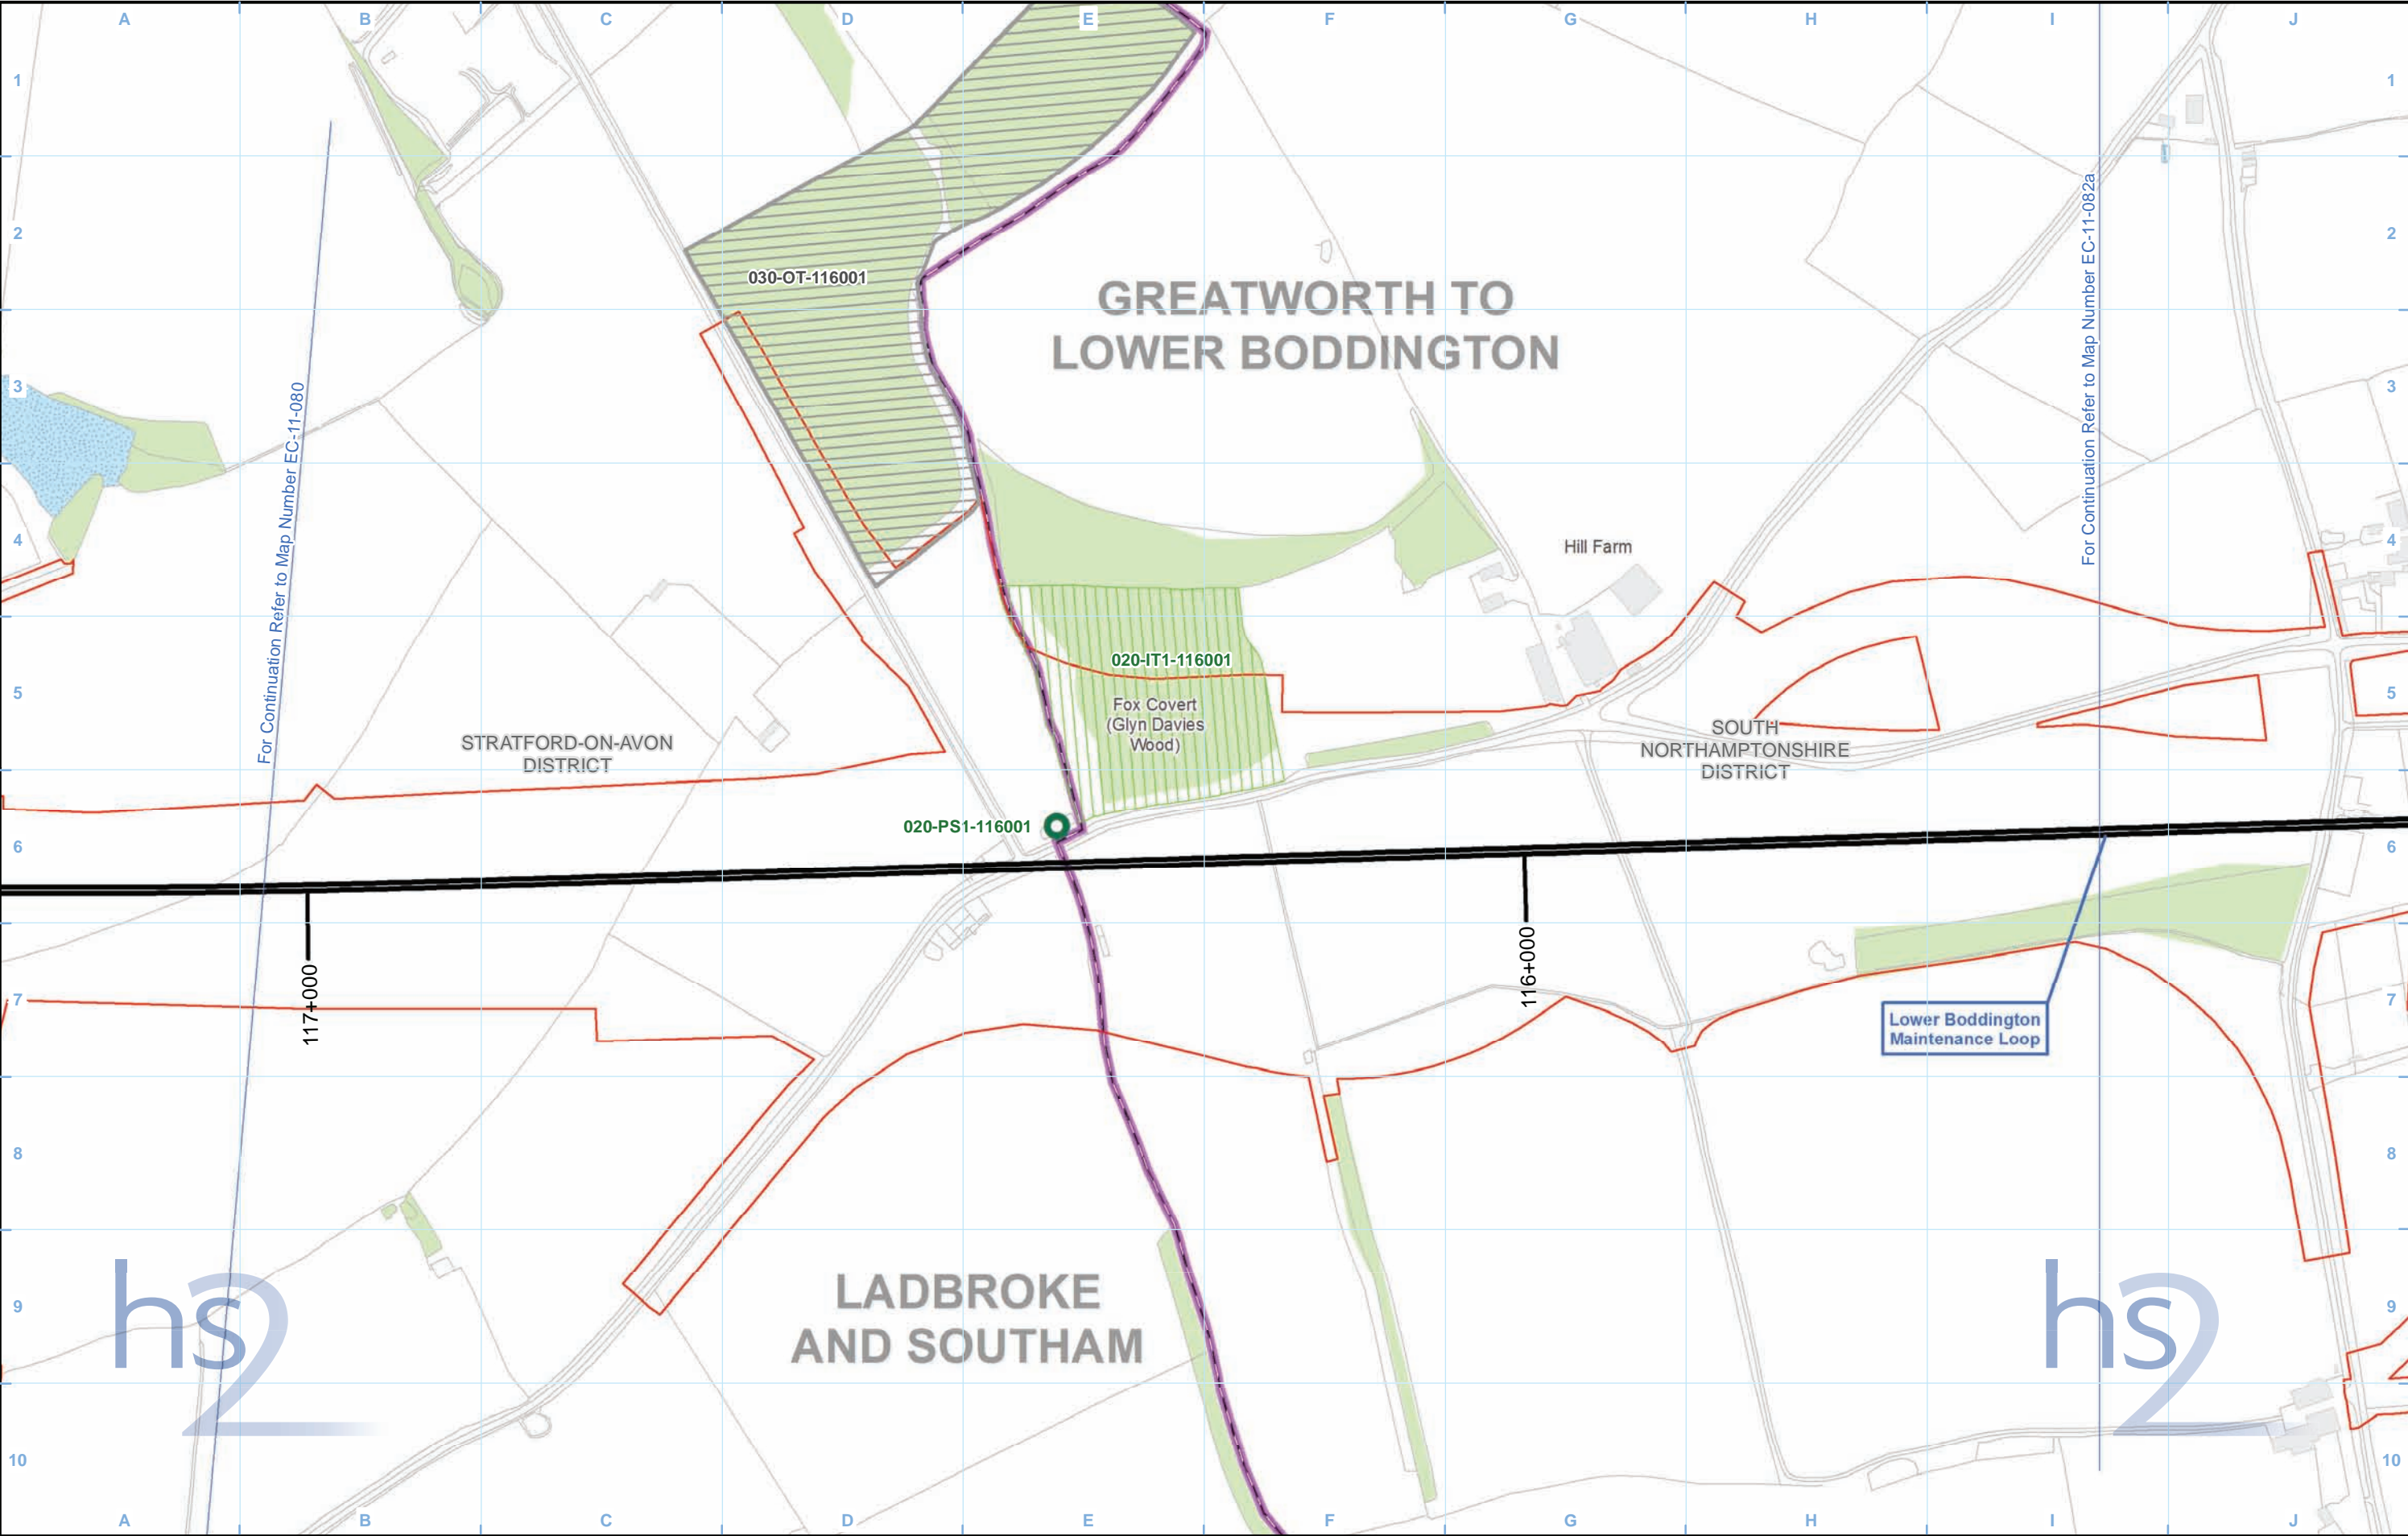 A B C D E F G H I J
1 1
2 2
3 3
4 4
5 5
6 6
7 7
8 8
9 9
10 10
A B C D E F G H I J
For Continuation Refer to Map Number EC-11-080
For Continuation Refer to Map Number EC-11-082a
030-OT-116001
GREATWORTH TO
LOWER BODDINGTON
Hill Farm
020-IT1-116001
Fox Covert
(Glyn Davies
Wood)
STRATFORD-ON-AVON
DISTRICT
SOUTH
NORTHAMPTONSHIRE
DISTRICT
020-PS1-116001
117+000
116+000
Lower Boddington
Maintenance Loop
LADBROKE
AND SOUTHAM
hs2
hs2